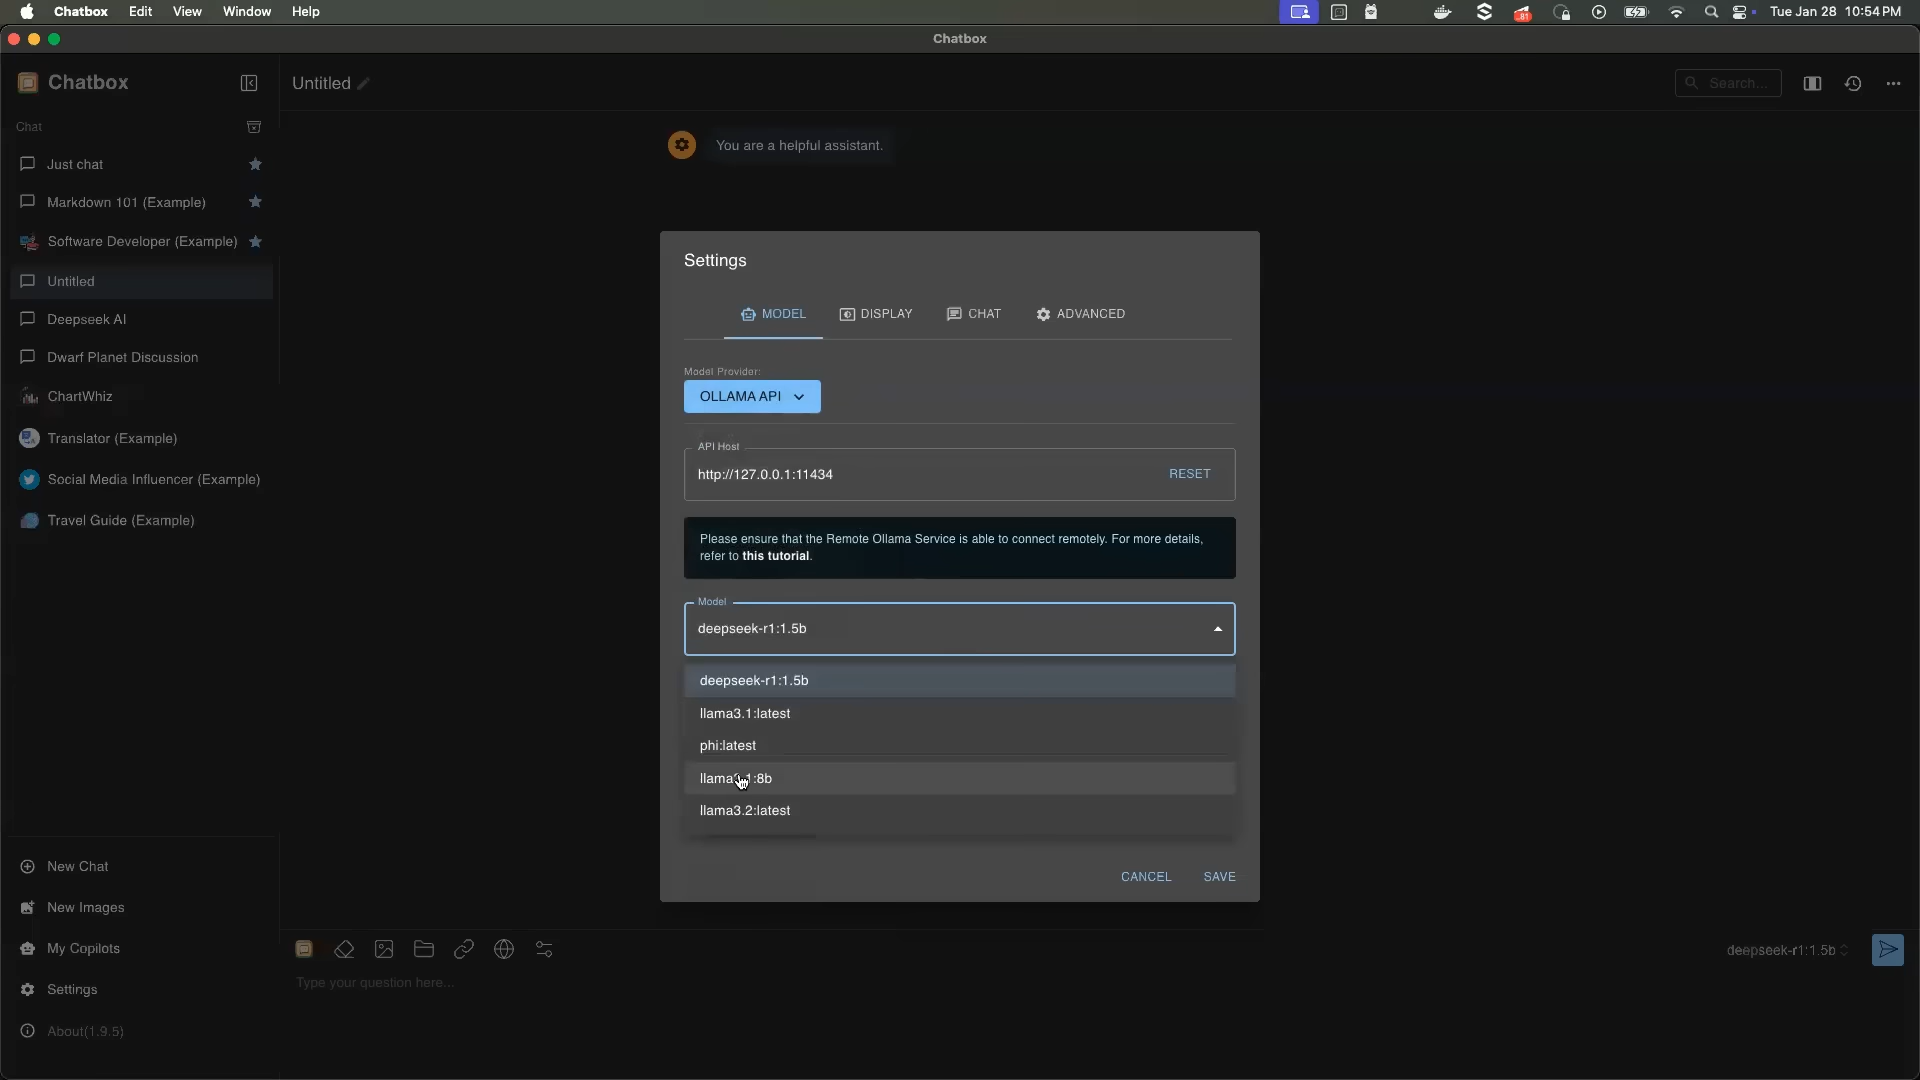 Chatbox Edit View Window Help
Tue Jan 28 10:54 PM
Chatbox
Chatbox
Untitled
Search...
Chat
Just chat
Markdown 101 (Example)
Software Developer (Example)
Untitled
Deepseek AI
Dwarf Planet Discussion
ChartWhiz
Translator (Example)
Social Media Influencer (Example)
Travel Guide (Example)
New Chat
New Images
My Copilots
Settings
About(1.9.5)
You are a helpful assistant.
Settings
MODEL DISPLAY CHAT ADVANCED
Model Provider:
OLLAMA API
API Host
http://127.0.0.1:11434
RESET
Please ensure that the Remote Ollama Service is able to connect remotely. For more details,
refer to this tutorial.
Model
deepseek-r1:1.5b
deepseek-r1:1.5b
llama3.1:latest
phi:latest
llama3.1:8b
llama3.2:latest
CANCEL SAVE
deepseek-r1:1.5b
Type your question here...